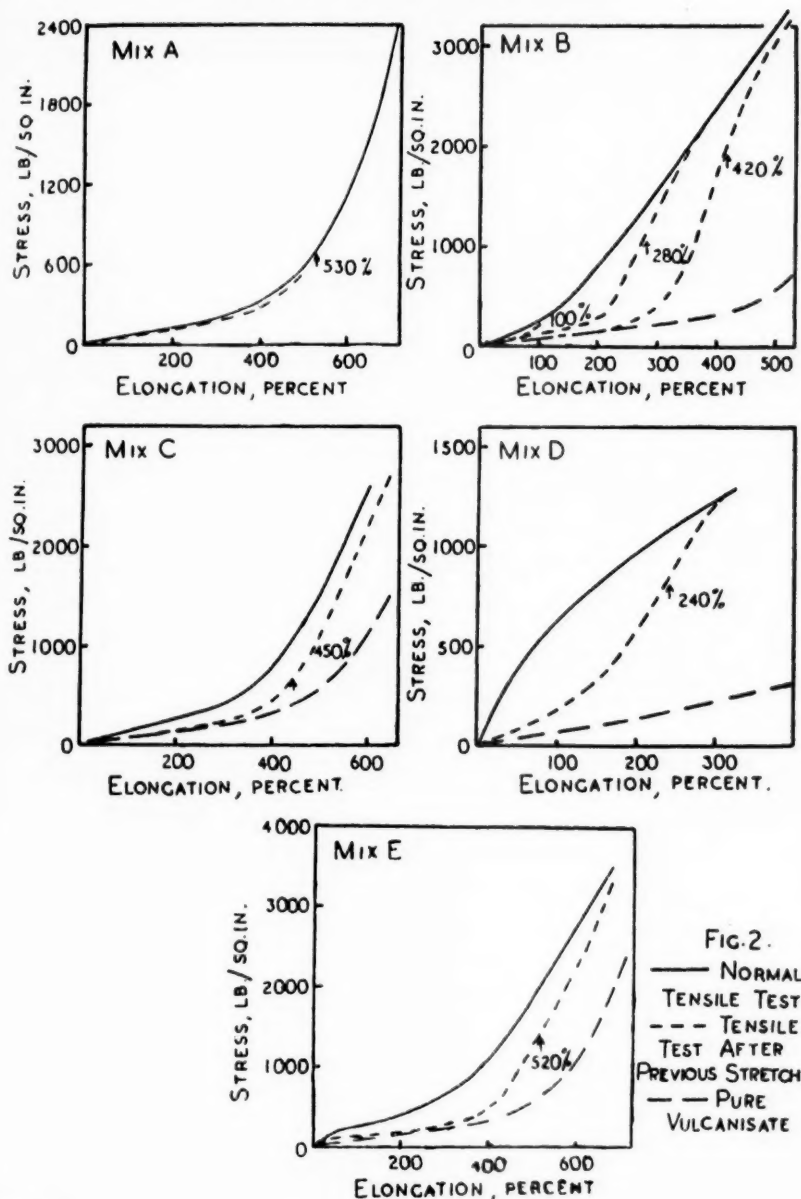 MIX A
STRESS, LB/SQ.IN.
2400
1800
1200
600
0
530%
200
400
600
ELONGATION, PERCENT
MIX B
STRESS, LB/SQ.IN.
3000
2000
1000
0
100%
280%
420%
100
200
300
400
500
ELONGATION, PERCENT
MIX C
STRESS, LB/SQ.IN.
3000
2000
1000
0
450%
200
400
600
ELONGATION, PERCENT.
MIX D
STRESS, LB./SQ.IN.
1500
1000
500
0
240%
100
200
300
ELONGATION, PERCENT.
MIX E
STRESS, LB/SQ.IN.
4000
3000
2000
1000
0
520%
200
400
600
ELONGATION, PERCENT
FIG.2.
NORMAL
TENSILE TEST
TENSILE
TEST AFTER
PREVIOUS STRETCH
PURE
VULCANISATE